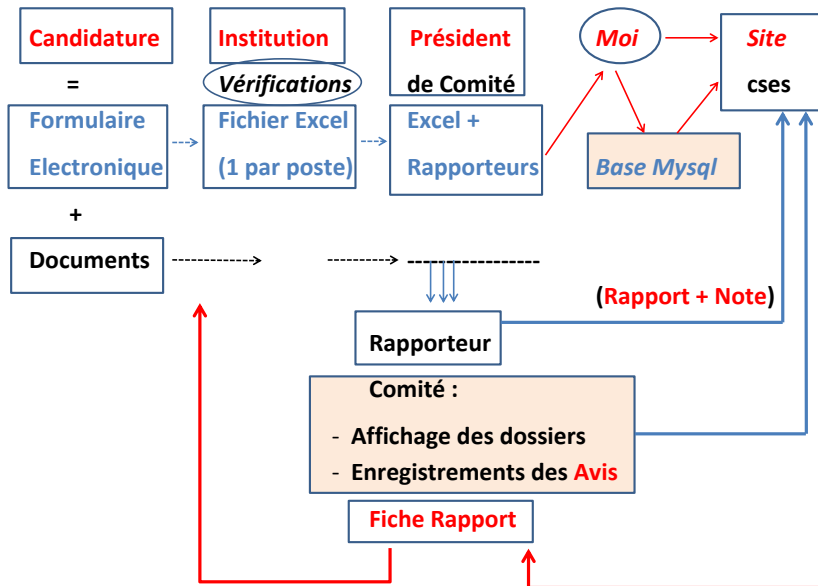 Candidature
Institution
Président
Moi
Site
=
Vérifications
de Comité
cses
Formulaire
Fichier Excel
Excel +
Electronique
(1 par poste)
Rapporteurs
Base Mysql
+
Documents
(Rapport + Note)
Rapporteur
Comité :
- Affichage des dossiers
- Enregistrements des Avis
Fiche Rapport